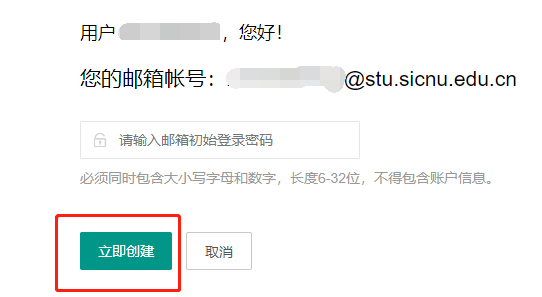 用户，您好！
您的邮箱帐号：@stu.sicnu.edu.cn
请输入邮箱初始登录密码
必须同时包含大小写字母和数字，长度6-32位，不得包含账户信息。
立即创建 取消